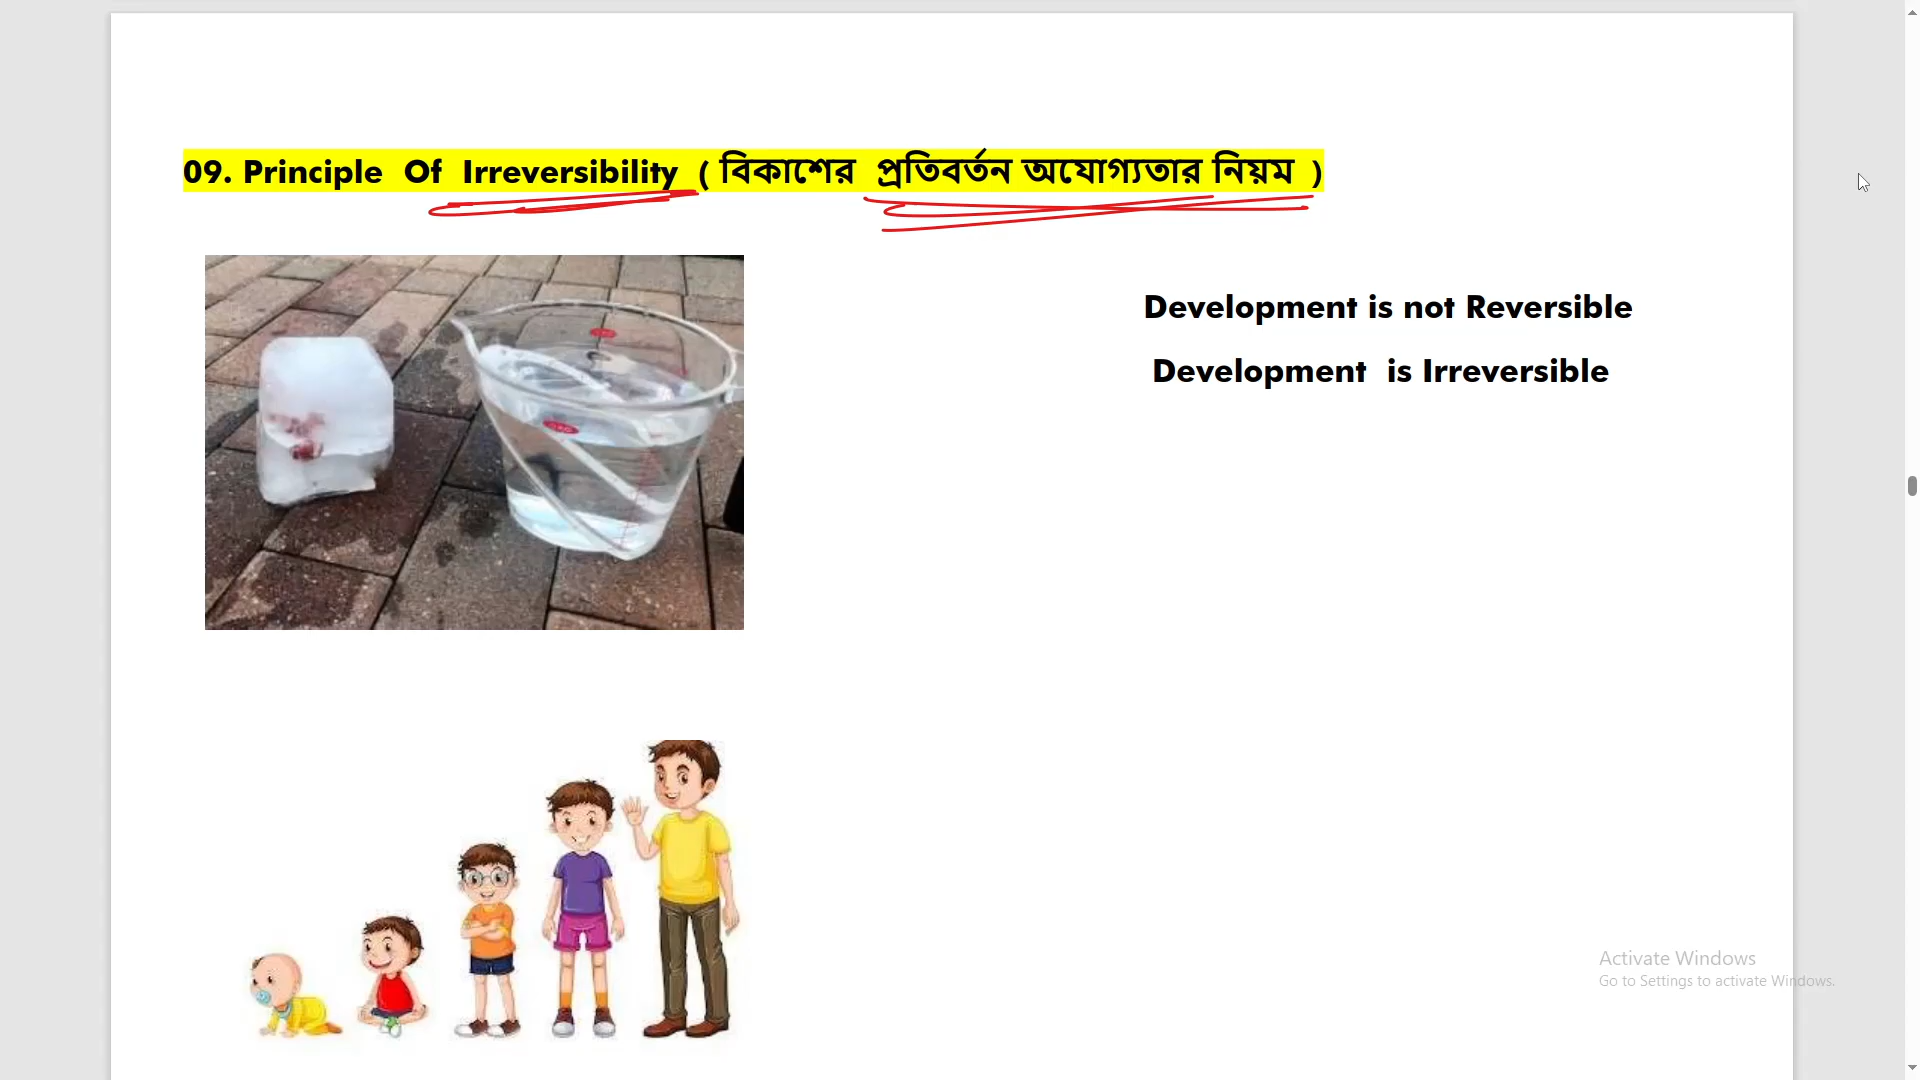 09. Principle Of Irreversibility ( বিকাশের প্রতিবর্তন অযোগ্যতার নিয়ম )
Development is not Reversible
Development is Irreversible
Activate Windows
Go to Settings to activate Windows.